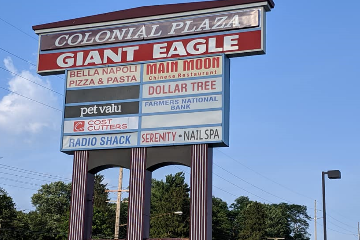 COLONIAL PLAZA
GIANT EAGLE
BELLA NAPOLI
PIZZA & PASTA
MAIN MOON
Chinese Restaurant
DOLLAR TREE
pet valu
FARMERS NATIONAL
BANK
COST
CUTTERS
RADIO SHACK
SERENITY • NAIL SPA